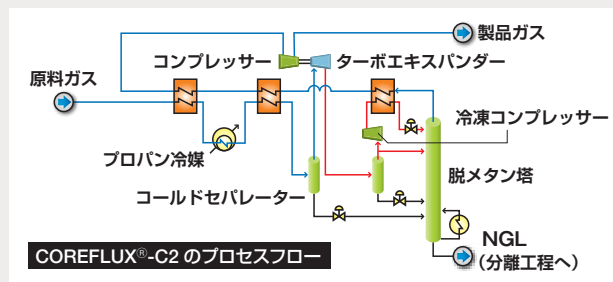 製品ガス
コンプレッサー
ターボエキスパンダー
原料ガス
冷凍コンプレッサー
プロパン冷媒
コールドセパレーター
脱メタン塔
NGL
(分離工程へ)
COREFLUX®-C2 のプロセスフロー